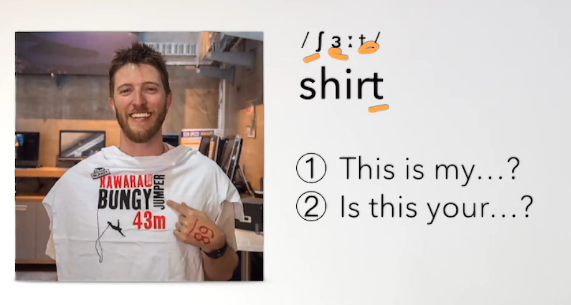 /ʃɜːt/
shirt
① This is my...?
② Is this your...?
KAWARAU
BUNGY
JUMPER
43m